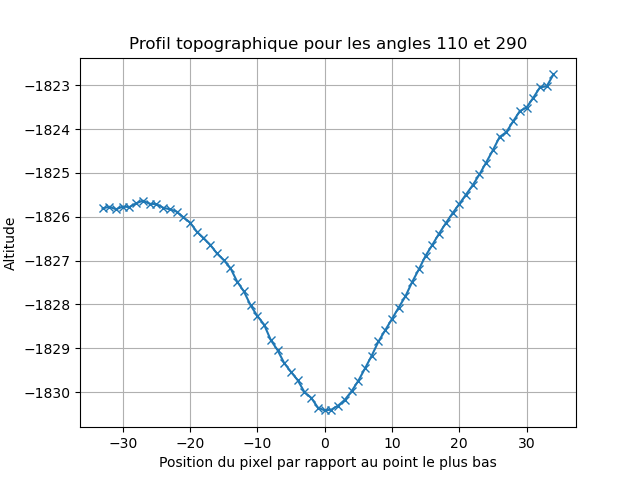 Profil topographique pour les angles 110 et 290
−1823
−1824
−1825
−1826
−1827
−1828
−1829
−1830
Altitude
−30 −20 −10 0 10 20 30
Position du pixel par rapport au point le plus bas